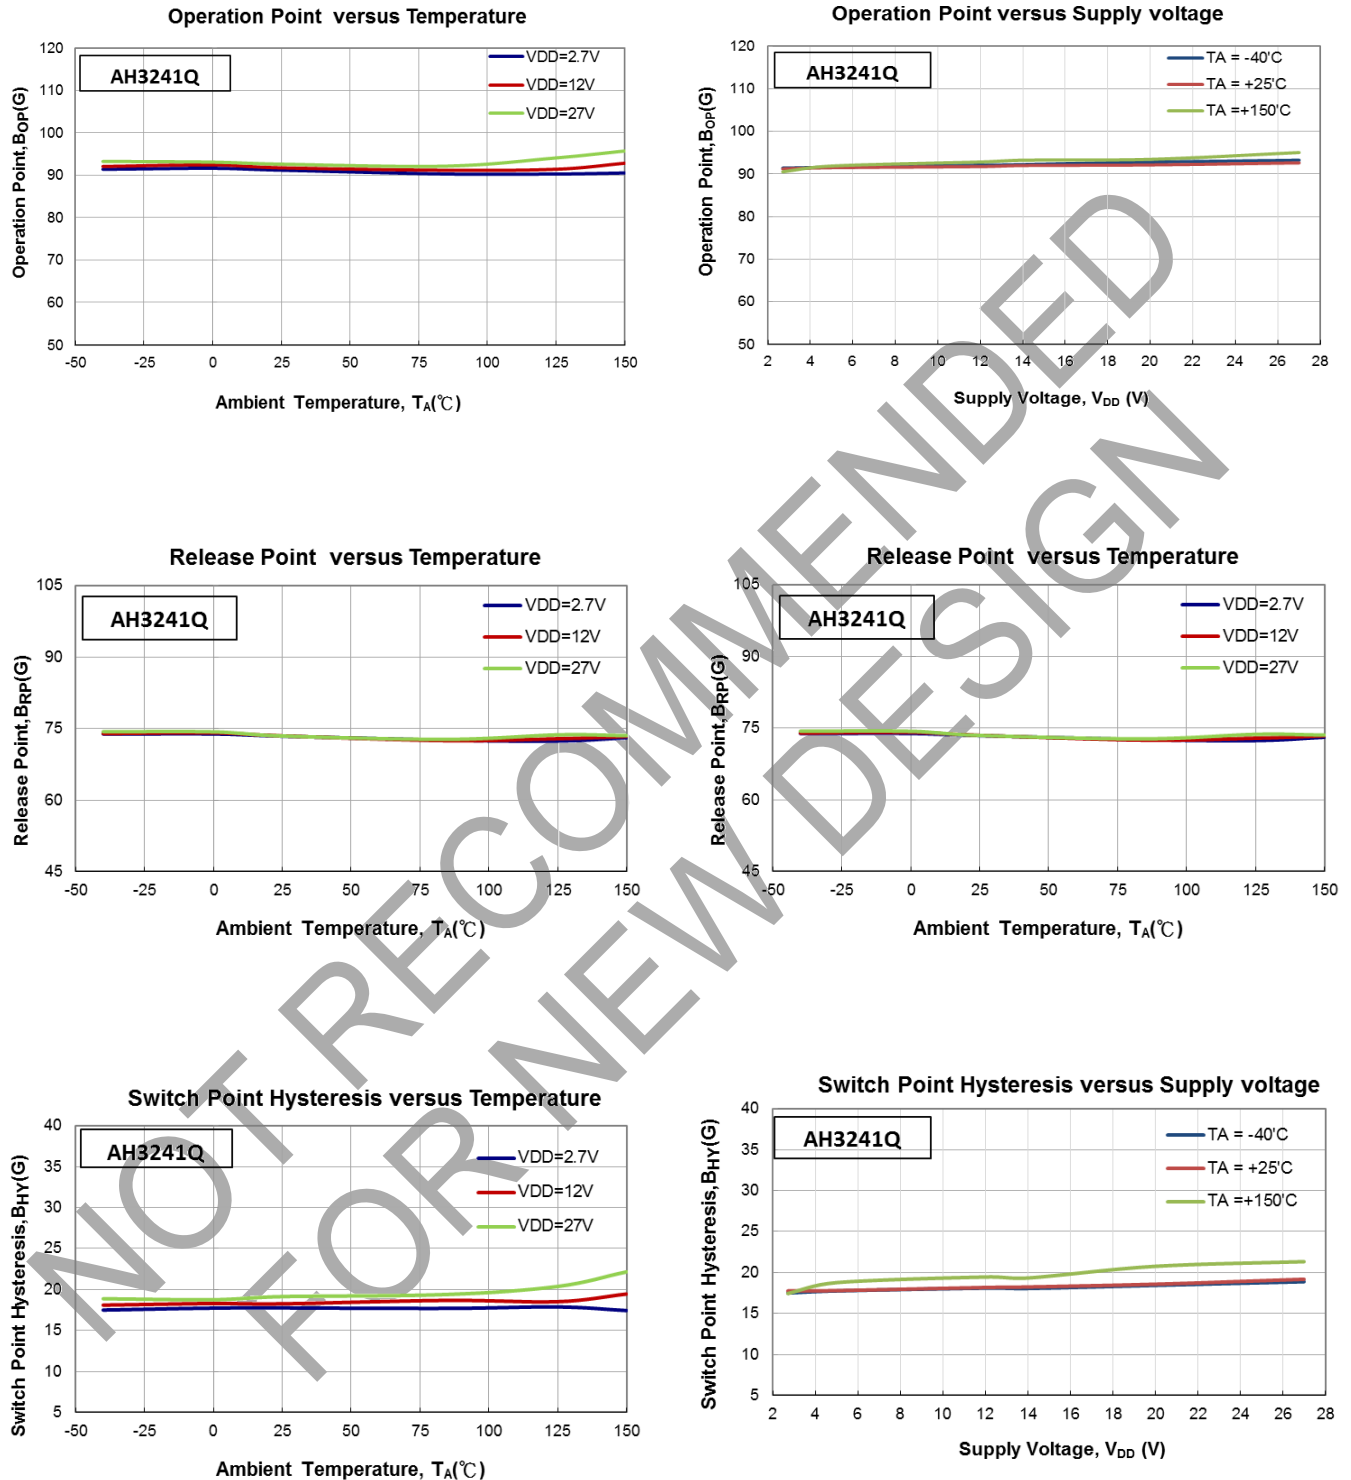 Operation Point versus Temperature
AH3241Q
VDD=2.7V
VDD=12V
VDD=27V
Operation Point,BOP(G)
120
110
100
90
80
70
60
50
-50 -25 0 25 50 75 100 125 150
Ambient Temperature, TA(℃)
Operation Point versus Supply voltage
AH3241Q
TA = -40'C
TA = +25'C
TA =+150'C
Operation Point,BOP(G)
120
110
100
90
80
70
60
50
2 4 6 8 10 12 14 16 18 20 22 24 26 28
Supply Voltage, VDD (V)
Release Point versus Temperature
AH3241Q
VDD=2.7V
VDD=12V
VDD=27V
Release Point,BRP(G)
105
90
75
60
45
-50 -25 0 25 50 75 100 125 150
Ambient Temperature, TA(℃)
Release Point versus Temperature
AH3241Q
VDD=2.7V
VDD=12V
VDD=27V
Release Point,BRP(G)
105
90
75
60
45
-50 -25 0 25 50 75 100 125 150
Ambient Temperature, TA(℃)
Switch Point Hysteresis versus Temperature
AH3241Q
VDD=2.7V
VDD=12V
VDD=27V
Switch Point Hysteresis,BHY(G)
40
35
30
25
20
15
10
5
-50 -25 0 25 50 75 100 125 150
Ambient Temperature, TA(℃)
Switch Point Hysteresis versus Supply voltage
AH3241Q
TA = -40'C
TA = +25'C
TA =+150'C
Switch Point Hysteresis,BHY(G)
40
35
30
25
20
15
10
5
2 4 6 8 10 12 14 16 18 20 22 24 26 28
Supply Voltage, VDD (V)
NOT RECOMMENDED
FOR NEW DESIGN